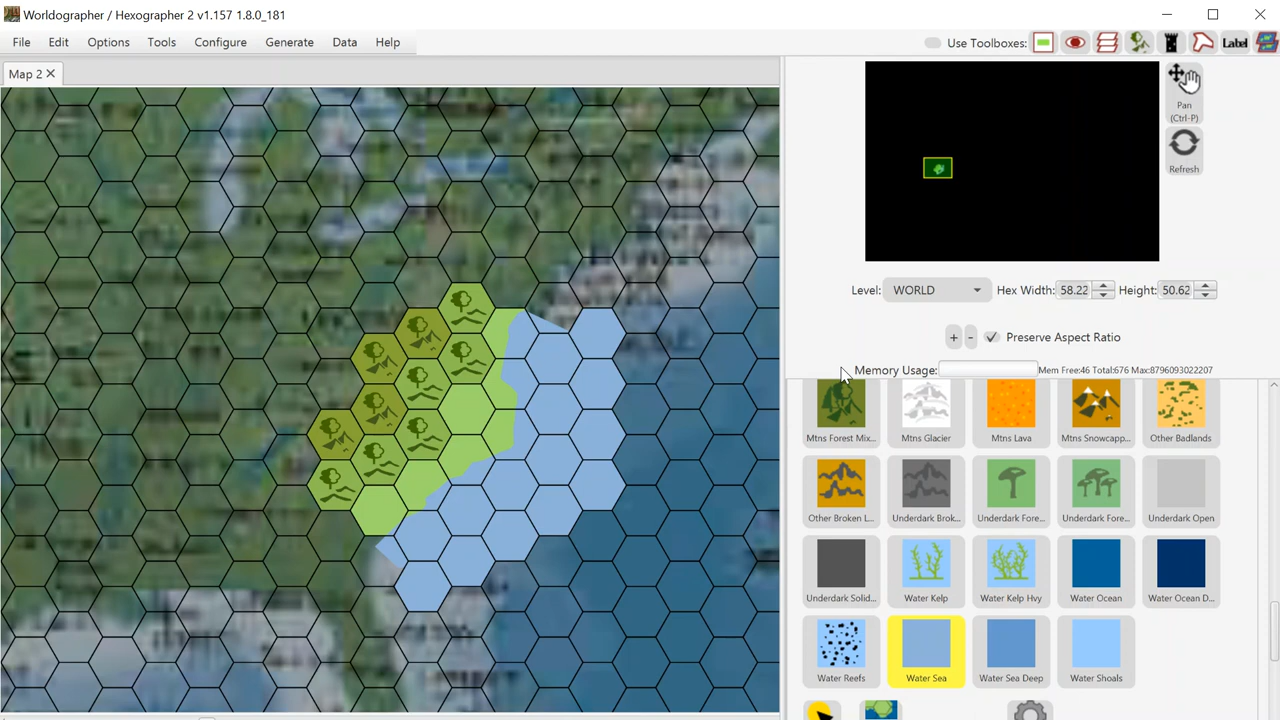 Worldographer / Hexographer 2 v1.157 1.8.0_181
File Edit Options Tools Configure Generate Data Help
Use Toolboxes: Label
Map 2
Pan
(Ctrl-P)
Refresh
Level: WORLD Hex Width: 58.22 Height: 50.62
+ - Preserve Aspect Ratio
Memory Usage: Mem Free:46 Total:676 Max:8796093022207
Mtns Forest Mix... Mtns Glacier Mtns Lava Mtns Snowcapp... Other Badlands
Other Broken L... Underdark Brok... Underdark Fore... Underdark Fore... Underdark Open
Underdark Solid... Water Kelp Water Kelp Hvy Water Ocean Water Ocean D...
Water Reefs Water Sea Water Sea Deep Water Shoals